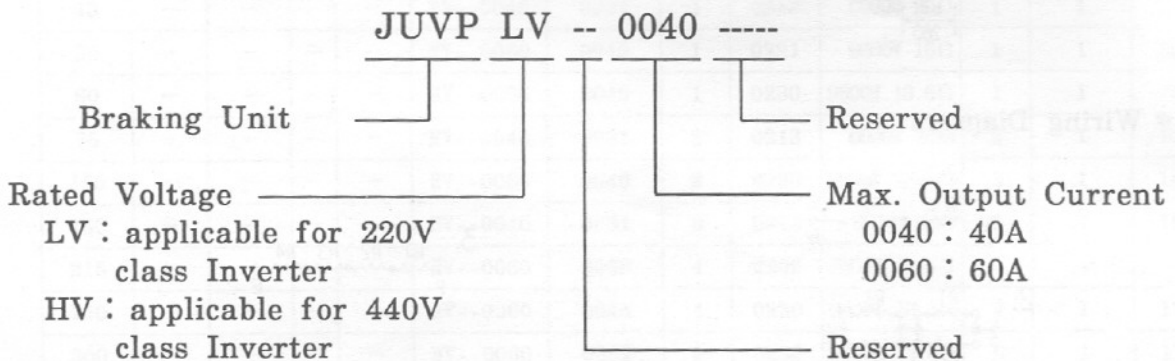 JUVP LV -- 0040 -----
Braking Unit
Reserved
Rated Voltage
LV : applicable for 220V
class Inverter
HV : applicable for 440V
class Inverter
Max. Output Current
0040 : 40A
0060 : 60A
Reserved